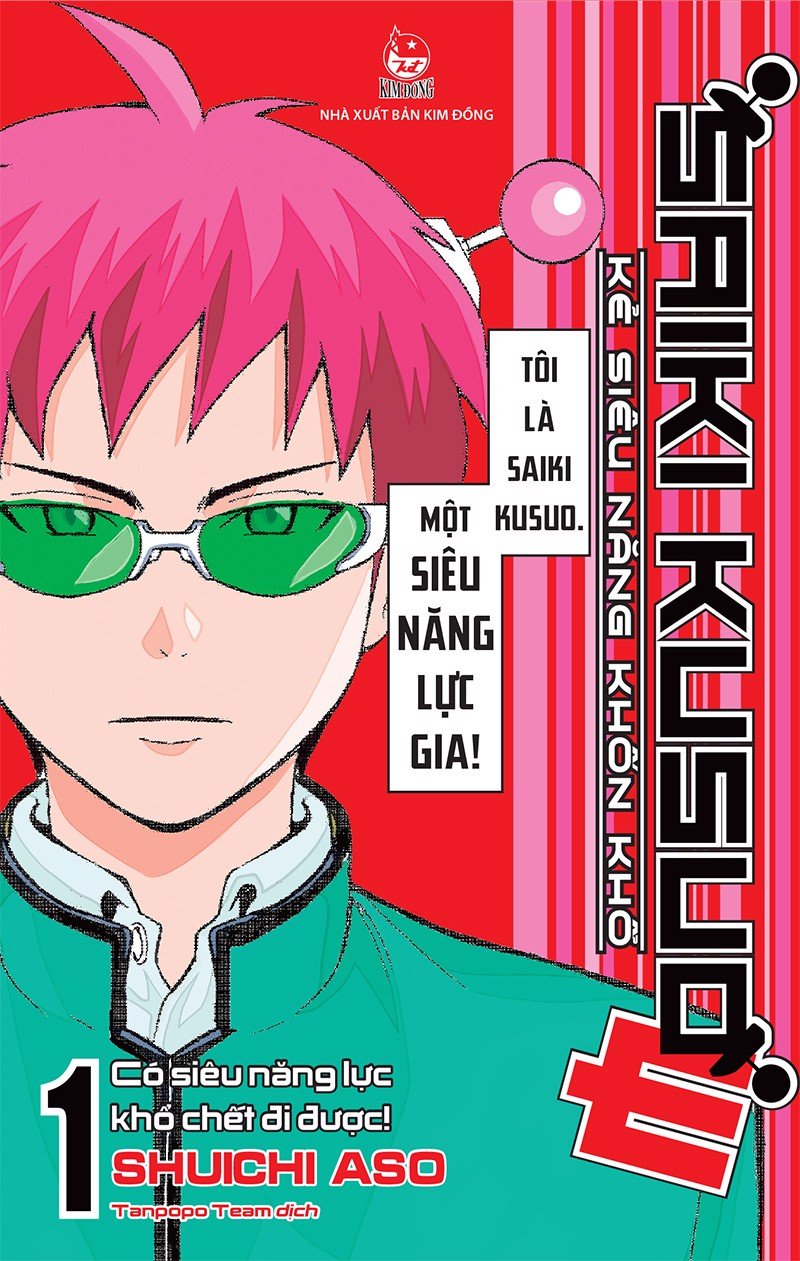 Kết
KIM ĐỒNG
NHÀ XUẤT BẢN KIM ĐỒNG
SAIKI KUSUO
KẺ SIÊU NĂNG KHỐN KHỔ
TÔI
LÀ
SAIKI
KUSUO.
MỘT
SIÊU
NĂNG
LỰC
GIA!
1
Có siêu năng lực
khổ chết đi được!
SHUICHI ASO
Tanpopo Team dịch